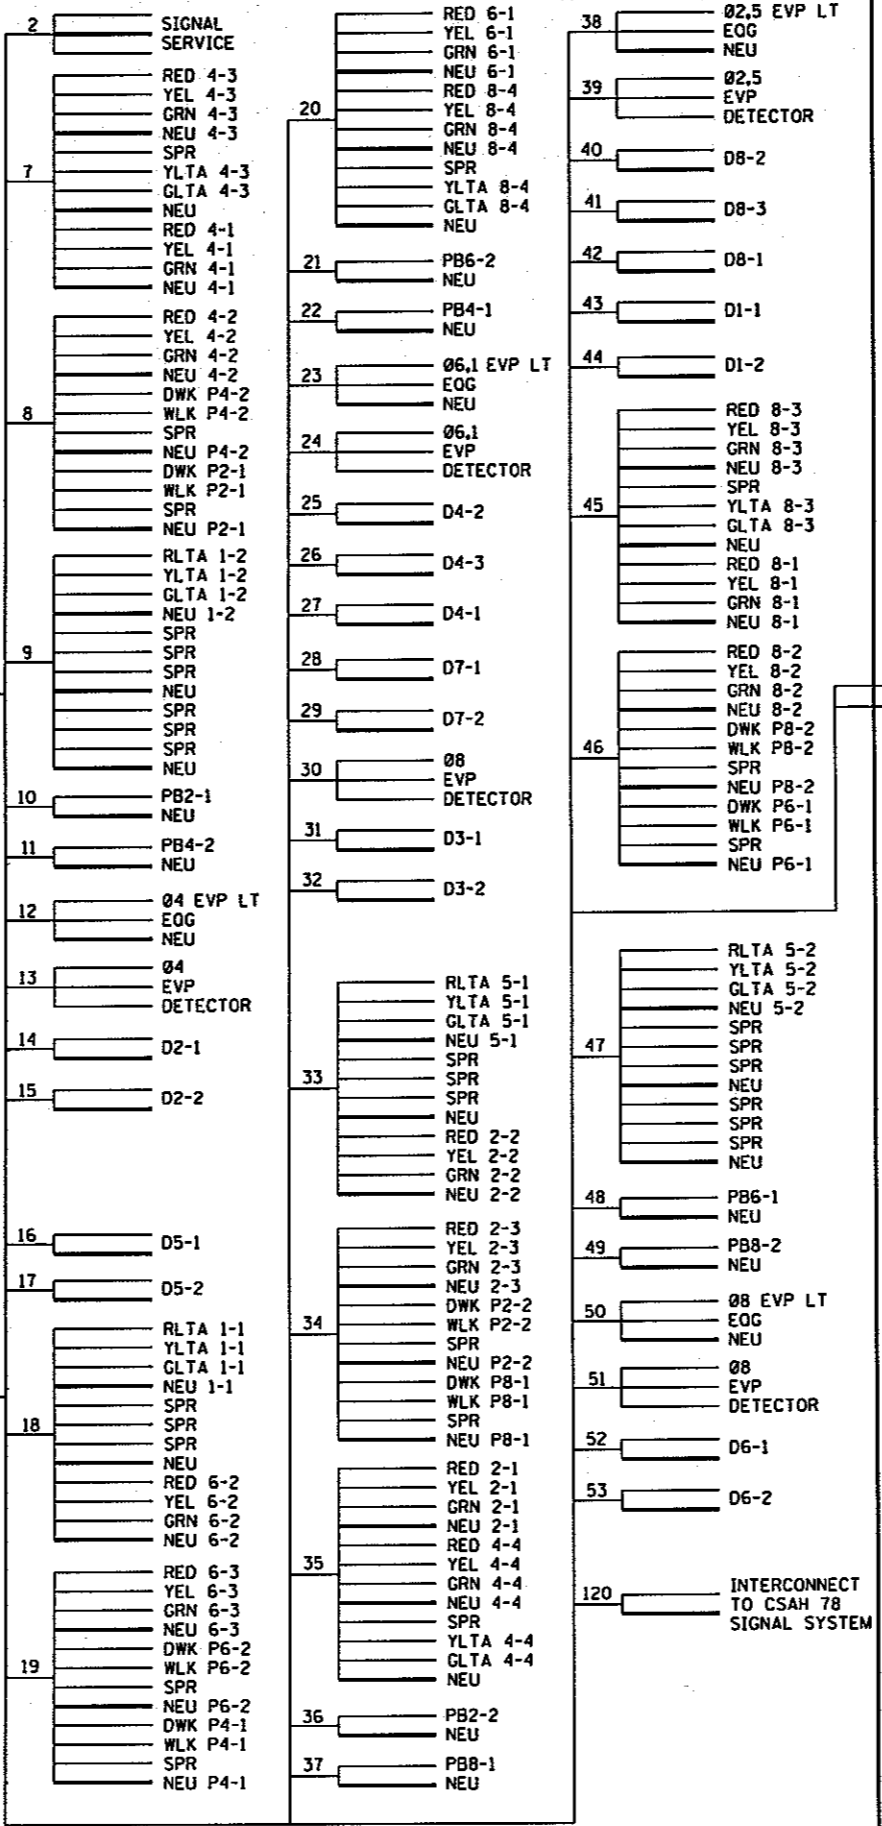 2
SIGNAL
SERVICE
7
RED 4-3
YEL 4-3
GRN 4-3
NEU 4-3
SPR
YLTA 4-3
GLTA 4-3
NEU
RED 4-1
YEL 4-1
GRN 4-1
NEU 4-1
8
RED 4-2
YEL 4-2
GRN 4-2
NEU 4-2
DWK P4-2
WLK P4-2
SPR
NEU P4-2
DWK P2-1
WLK P2-1
SPR
NEU P2-1
9
RLTA 1-2
YLTA 1-2
GLTA 1-2
NEU 1-2
SPR
SPR
SPR
NEU
SPR
SPR
SPR
NEU
10
PB2-1
NEU
11
PB4-2
NEU
12
Ø4 EVP LT
EQG
NEU
13
Ø4
EVP
DETECTOR
14
D2-1
15
D2-2
16
D5-1
17
D5-2
18
RLTA 1-1
YLTA 1-1
GLTA 1-1
NEU 1-1
SPR
SPR
SPR
NEU
RED 6-2
YEL 6-2
GRN 6-2
NEU 6-2
19
RED 6-3
YEL 6-3
GRN 6-3
NEU 6-3
DWK P6-2
WLK P6-2
SPR
NEU P6-2
DWK P4-1
WLK P4-1
SPR
NEU P4-1
20
RED 6-1
YEL 6-1
GRN 6-1
NEU 6-1
RED 8-4
YEL 8-4
GRN 8-4
NEU 8-4
SPR
YLTA 8-4
GLTA 8-4
NEU
21
PB6-2
NEU
22
PB4-1
NEU
23
Ø6,1 EVP LT
EQG
NEU
24
Ø6,1
EVP
DETECTOR
25
D4-2
26
D4-3
27
D4-1
28
D7-1
29
D7-2
30
Ø8
EVP
DETECTOR
31
D3-1
32
D3-2
33
RLTA 5-1
YLTA 5-1
GLTA 5-1
NEU 5-1
SPR
SPR
SPR
NEU
RED 2-2
YEL 2-2
GRN 2-2
NEU 2-2
34
RED 2-3
YEL 2-3
GRN 2-3
NEU 2-3
DWK P2-2
WLK P2-2
SPR
NEU P2-2
DWK P8-1
WLK P8-1
SPR
NEU P8-1
35
RED 2-1
YEL 2-1
GRN 2-1
NEU 2-1
RED 4-4
YEL 4-4
GRN 4-4
NEU 4-4
SPR
YLTA 4-4
GLTA 4-4
NEU
36
PB2-2
NEU
37
PB8-1
NEU
38
Ø2,5 EVP LT
EQG
NEU
39
Ø2,5
EVP
DETECTOR
40
D8-2
41
D8-3
42
D8-1
43
D1-1
44
D1-2
45
RED 8-3
YEL 8-3
GRN 8-3
NEU 8-3
SPR
YLTA 8-3
GLTA 8-3
NEU
RED 8-1
YEL 8-1
GRN 8-1
NEU 8-1
46
RED 8-2
YEL 8-2
GRN 8-2
NEU 8-2
DWK P8-2
WLK P8-2
SPR
NEU P8-2
DWK P6-1
WLK P6-1
SPR
NEU P6-1
47
RLTA 5-2
YLTA 5-2
GLTA 5-2
NEU 5-2
SPR
SPR
SPR
NEU
SPR
SPR
SPR
NEU
48
PB6-1
NEU
49
PB8-2
NEU
50
Ø8 EVP LT
EQG
NEU
51
Ø8
EVP
DETECTOR
52
D6-1
53
D6-2
120
INTERCONNECT
TO CSAH 78
SIGNAL SYSTEM